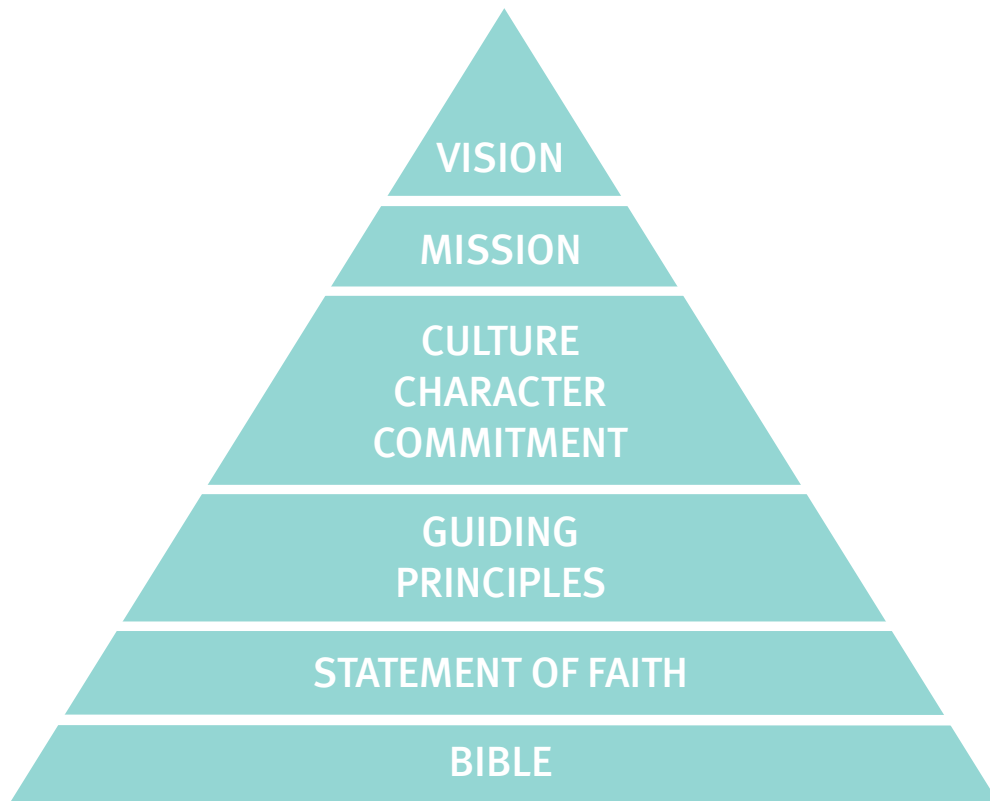 VISION
MISSION
CULTURE
CHARACTER
COMMITMENT
GUIDING
PRINCIPLES
STATEMENT OF FAITH
BIBLE